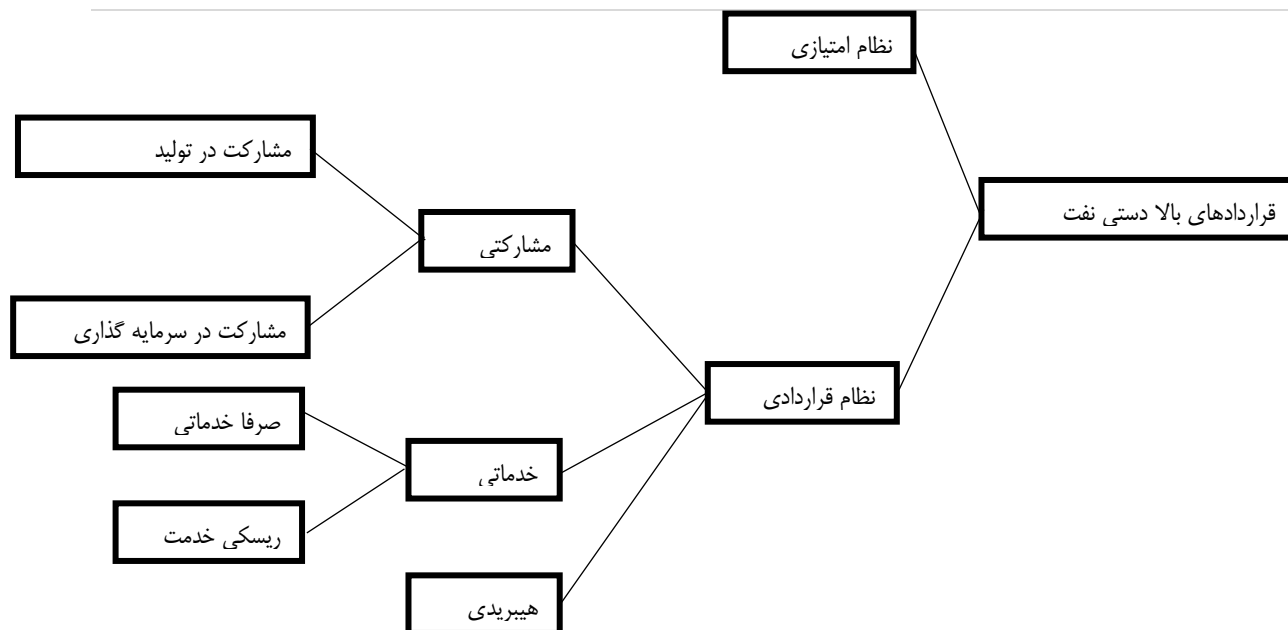 نظام امتیازی
مشارکت در تولید
قراردادهای بالا دستی نفت
مشارکتی
مشارکت در سرمایه گذاری
نظام قراردادی
صرفا خدماتی
خدماتی
ریسکی خدمت
هیبریدی